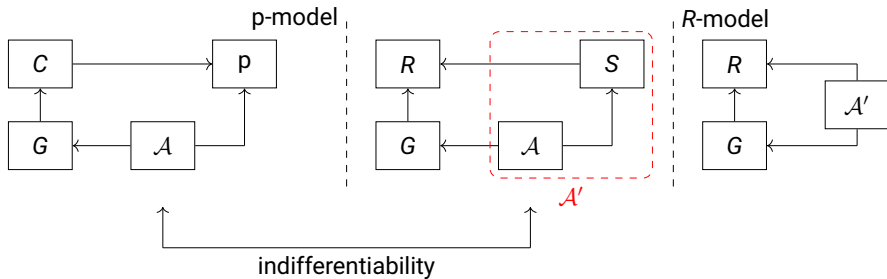 p-model
R-model
C
p
R
S
R
G
𝒜
G
𝒜
𝒜′
G
𝒜′
indifferentiability